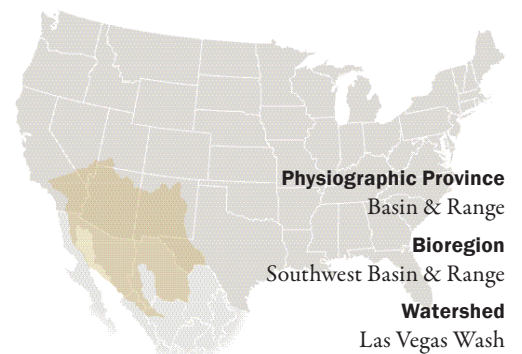 Physiographic Province
Basin & Range
Bioregion
Southwest Basin & Range
Watershed
Las Vegas Wash